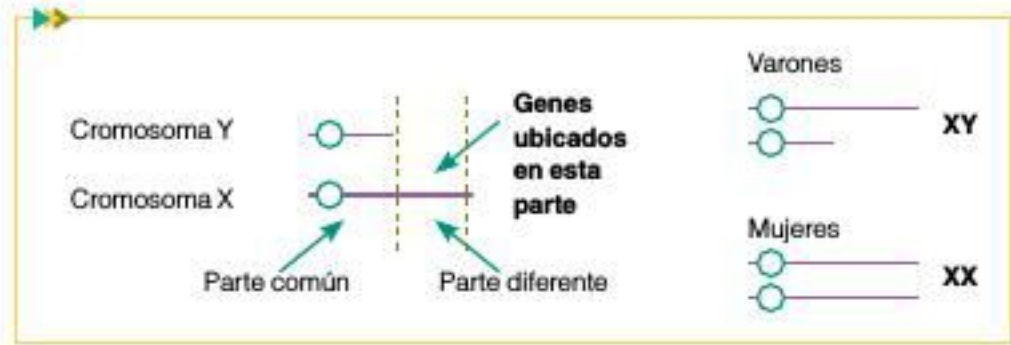 Cromosoma Y
Cromosoma X
Genes
ubicados
en esta
parte
Parte común
Parte diferente
Varones
XY
Mujeres
XX